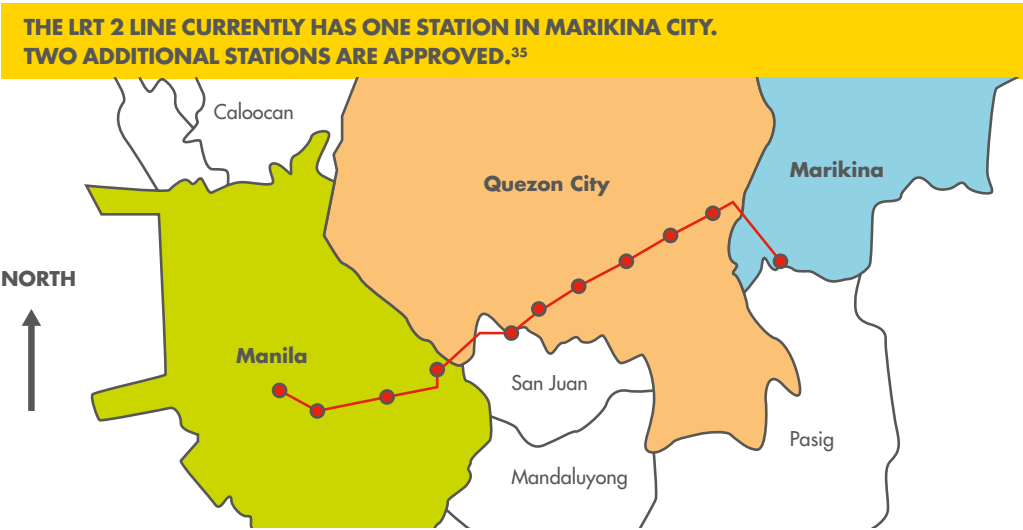 THE LRT 2 LINE CURRENTLY HAS ONE STATION IN MARIKINA CITY.
TWO ADDITIONAL STATIONS ARE APPROVED.³⁵
Caloocan
Marikina
Quezon City
NORTH
Manila
San Juan
Pasig
Mandaluyong